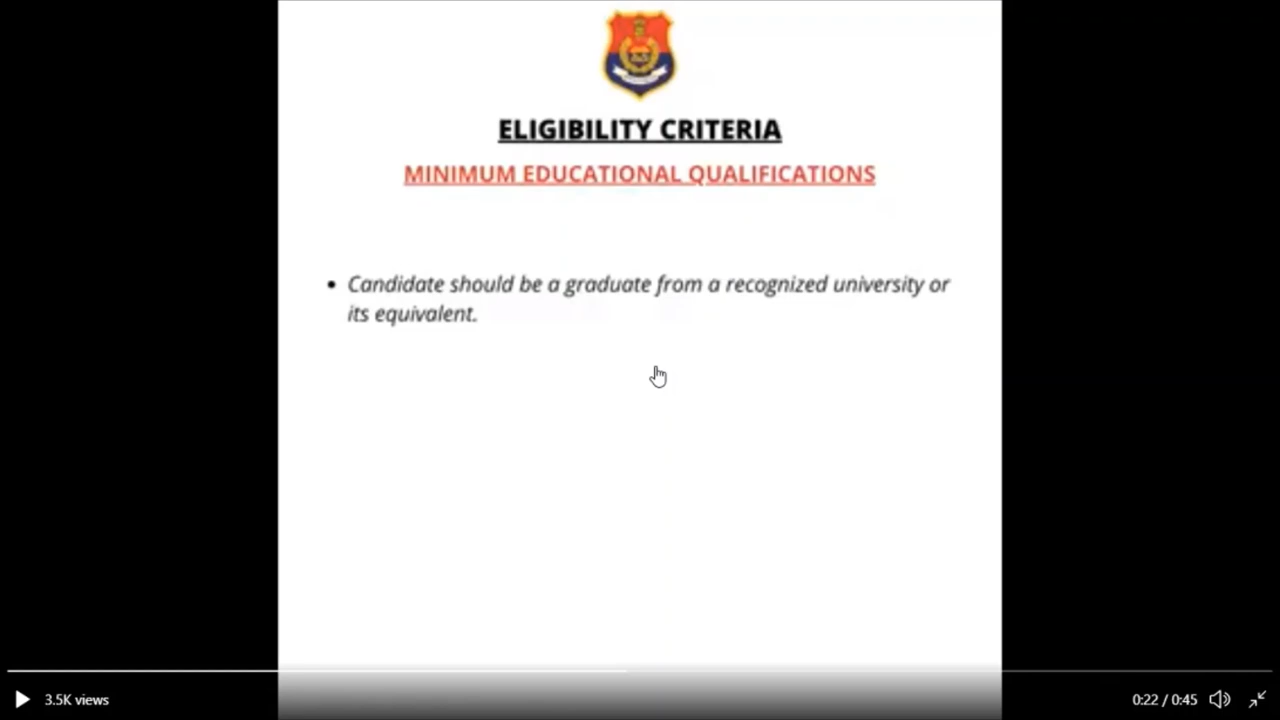 ELIGIBILITY CRITERIA
MINIMUM EDUCATIONAL QUALIFICATIONS
• Candidate should be a graduate from a recognized university or
its equivalent.
3.5K views
0:22 / 0:45